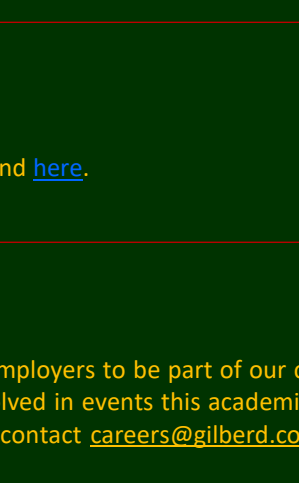 nd here.
mployers to be part of our
lved in events this academi
contact careers@gilberd.co